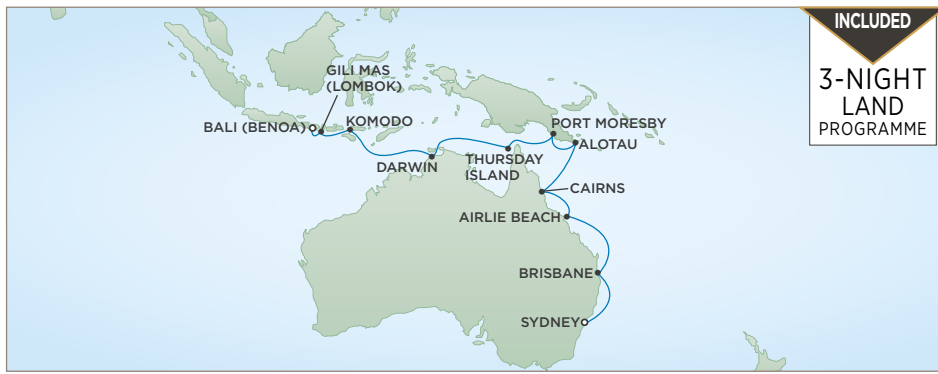 INCLUDED
3-NIGHT
LAND
PROGRAMME
GILI MAS
(LOMBOK)
BALI (BENOA)
KOMODO
DARWIN
THURSDAY
ISLAND
PORT MORESBY
ALOTAU
CAIRNS
AIRLIE BEACH
BRISBANE
SYDNEY